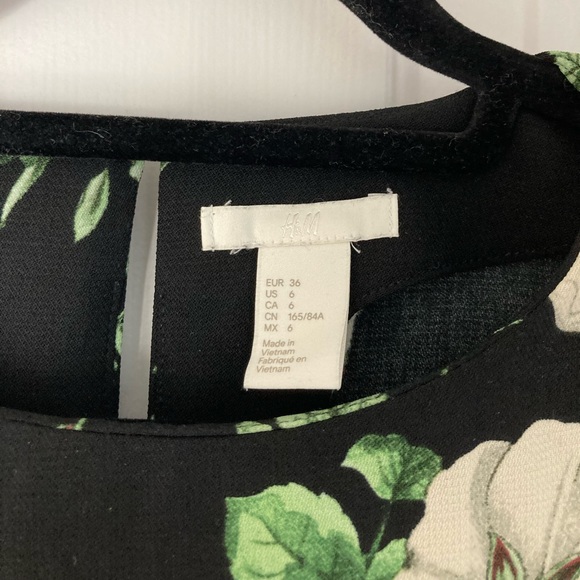 H&M
EUR 36
US 6
CA 6
CN 165/84A
MX 6
Made in
Vietnam
Fabriqué en
Vietnam